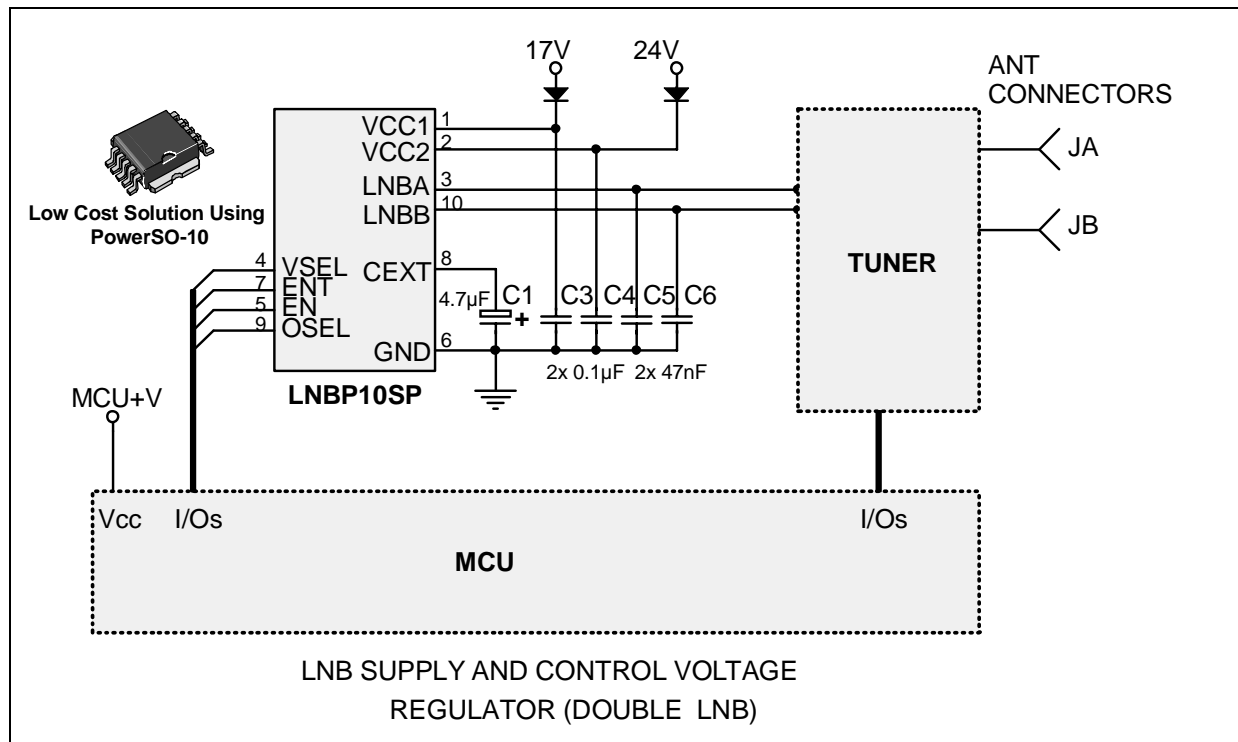 17V
24V
ANT
CONNECTORS
VCC1
1
VCC2
2
JA
LNBA
3
LNBB
10
JB
Low Cost Solution Using
PowerSO-10
TUNER
4
VSEL
7
ENT
5
EN
9
OSEL
CEXT
8
4.7µF
C1
+
C3
C4
C5
C6
GND
6
2x 0.1µF
2x 47nF
LNBP10SP
MCU+V
Vcc
I/Os
I/Os
MCU
LNB SUPPLY AND CONTROL VOLTAGE
REGULATOR (DOUBLE LNB)